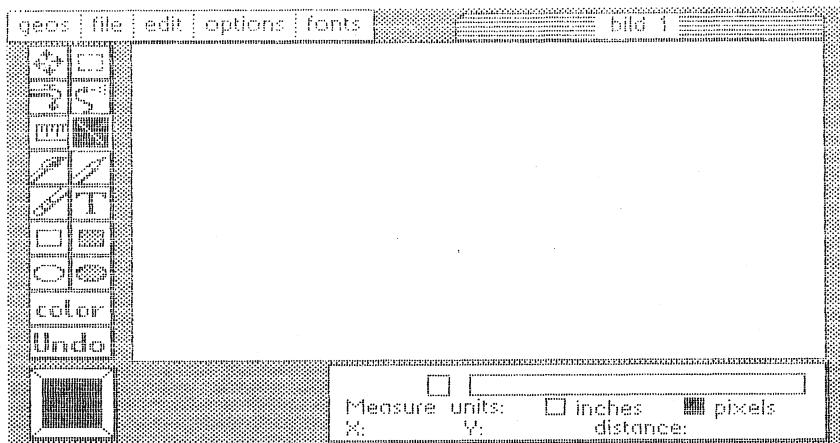 geos file edit options fonts
bild 1
T
color
Undo
Measure units: inches pixels
X: Y: distance: